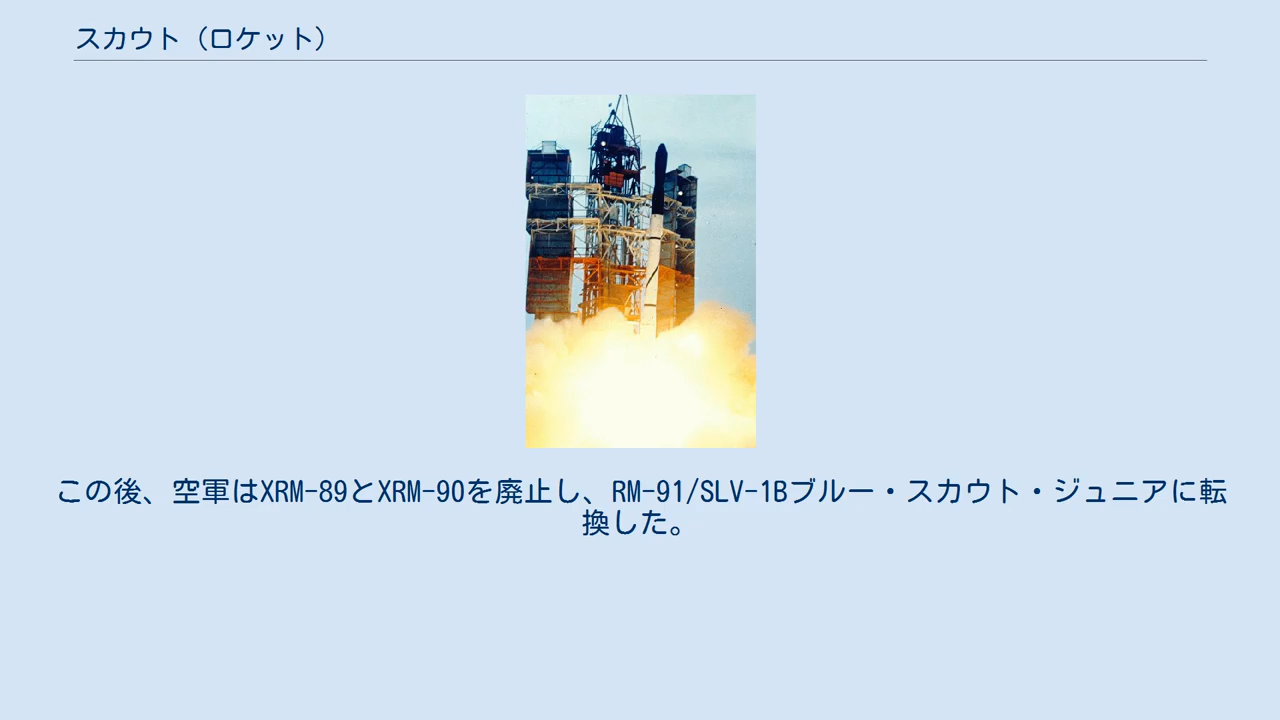 スカウト（ロケット）
この後、空軍はXRM-89とXRM-90を廃止し、RM-91/SLV-1Bブルー・スカウト・ジュニアに転
換した。